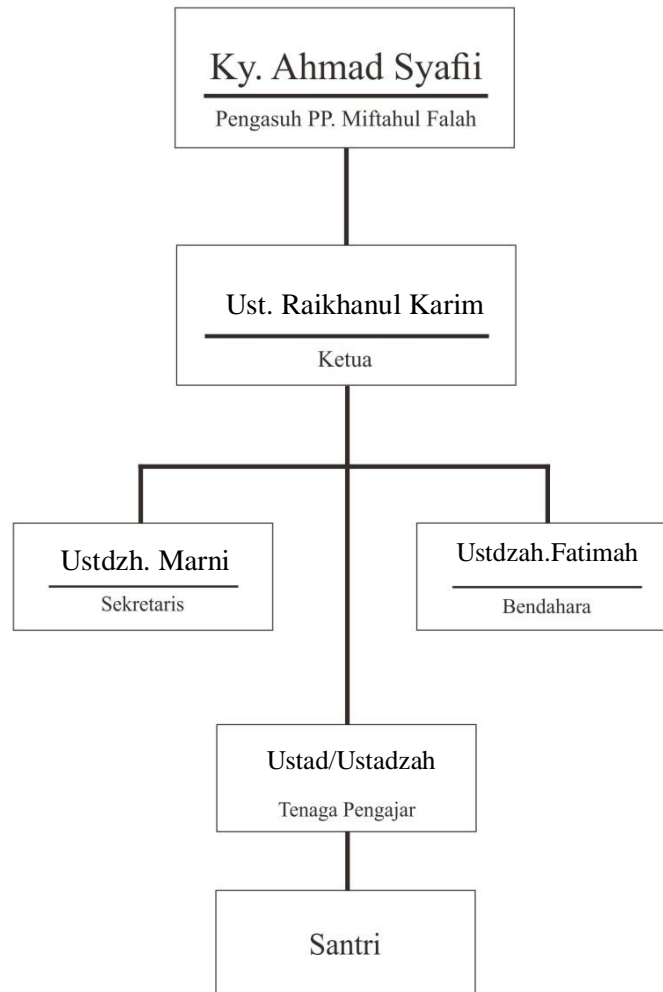 Ky. Ahmad Syafii
Pengasuh PP. Miftahul Falah
Ust. Raikhanul Karim
Ketua
Ustdzh. Marni
Sekretaris
Ustdzah.Fatimah
Bendahara
Ustad/Ustadzah
Tenaga Pengajar
Santri